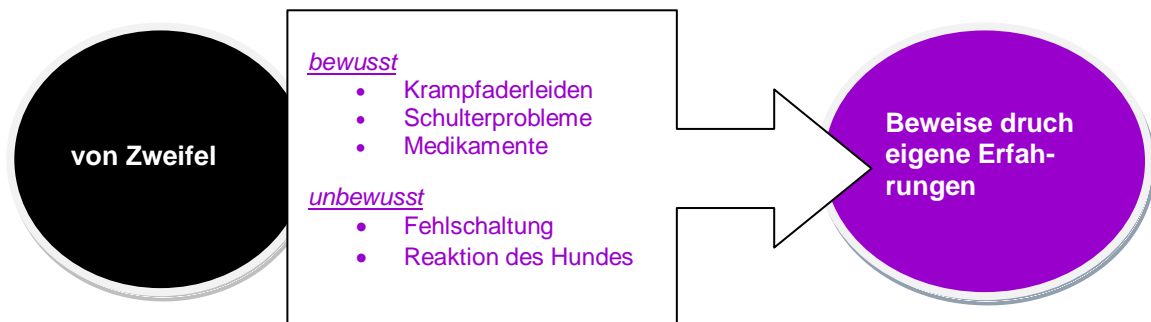 von Zweifel
bewusst
• Krampfaderleiden
• Schulterprobleme
• Medikamente
unbewusst
• Fehlschaltung
• Reaktion des Hundes
Beweise druch
eigene Erfah-
rungen